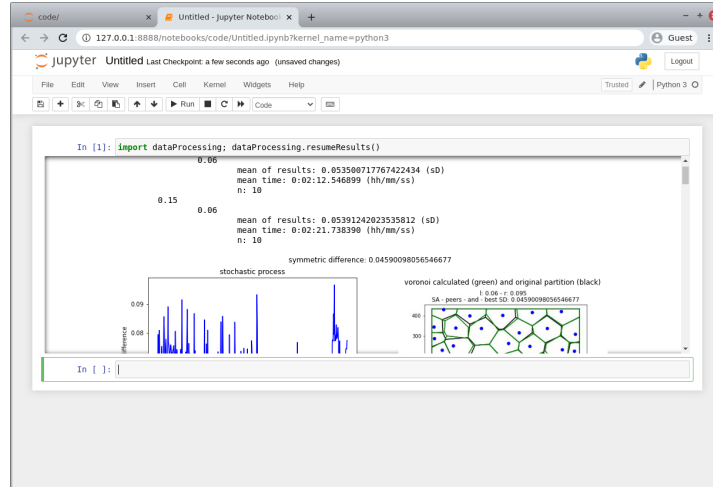 code/
Untitled - Jupyter Noteboo
127.0.0.1:8888/notebooks/code/Untitled.ipynb?kernel_name=python3
Guest
jupyter Untitled Last Checkpoint: a few seconds ago (unsaved changes)
Logout
File Edit View Insert Cell Kernel Widgets Help
Trusted Python 3
Run Code
In [1]: import dataProcessing; dataProcessing.resumeResults()
0.06
mean of results: 0.053500717767422434 (sD)
mean time: 0:02:12.546899 (hh/mm/ss)
n: 10
0.15
0.06
mean of results: 0.05391242023535812 (sD)
mean time: 0:02:21.738390 (hh/mm/ss)
n: 10
symmetric difference: 0.04590098056546677
stochastic process
voronoi calculated (green) and original partition (black)
l: 0.06 - r: 0.095
SA - peers - and - best SD: 0.04590098056546677
0.09
0.08
400
300
In [ ]: